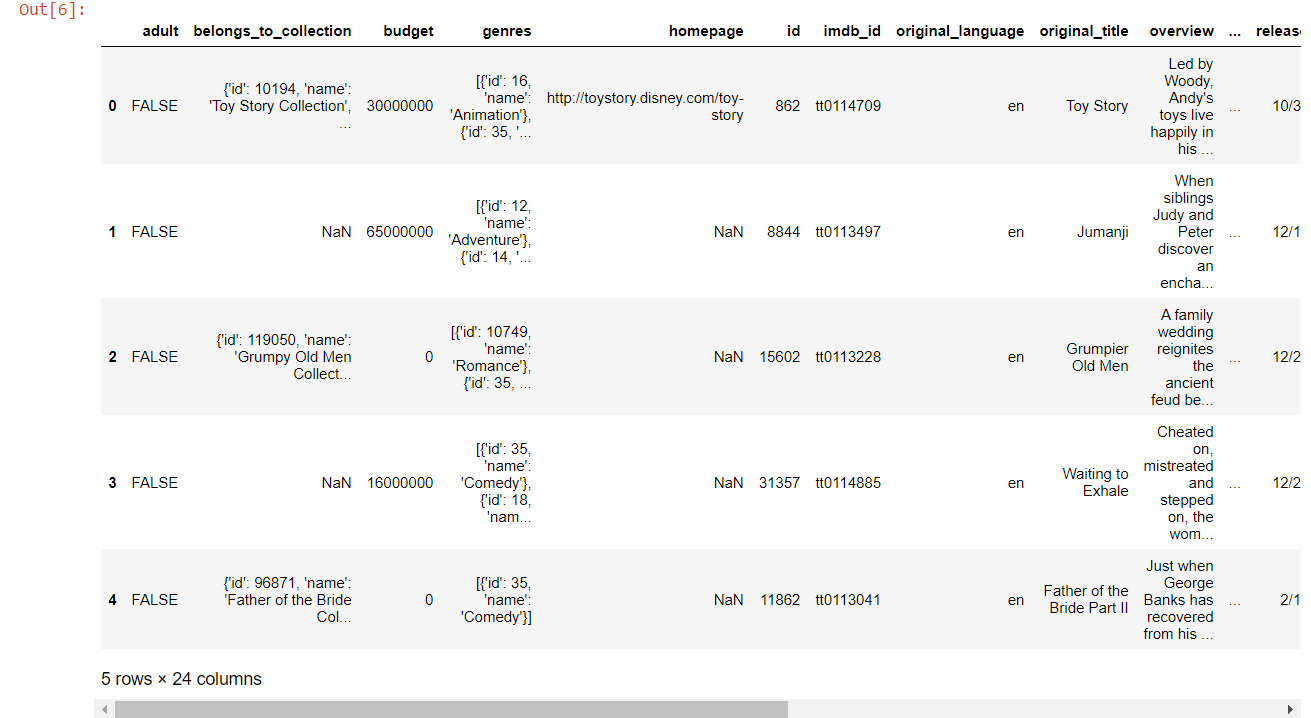 Out[6]:
adult belongs_to_collection budget genres homepage id imdb_id original_language original_title overview ... releas
0 FALSE {'id': 10194, 'name': 'Toy Story Collection', ... 30000000 [{'id': 16, 'name': 'Animation'}, {'id': 35, '... http://toystory.disney.com/toy-story 862 tt0114709 en Toy Story Led by Woody, Andy's toys live happily in his ... ... 10/3
1 FALSE NaN 65000000 [{'id': 12, 'name': 'Adventure'}, {'id': 14, '... NaN 8844 tt0113497 en Jumanji When siblings Judy and Peter discover an encha... ... 12/1
2 FALSE {'id': 119050, 'name': 'Grumpy Old Men Collect... 0 [{'id': 10749, 'name': 'Romance'}, {'id': 35, ... NaN 15602 tt0113228 en Grumpier Old Men A family wedding reignites the ancient feud be... ... 12/2
3 FALSE NaN 16000000 [{'id': 35, 'name': 'Comedy'}, {'id': 18, 'nam... NaN 31357 tt0114885 en Waiting to Exhale Cheated on, mistreated and stepped on, the wom... ... 12/2
4 FALSE {'id': 96871, 'name': 'Father of the Bride Col... 0 [{'id': 35, 'name': 'Comedy'}] NaN 11862 tt0113041 en Father of the Bride Part II Just when George Banks has recovered from his ... ... 2/1
5 rows × 24 columns